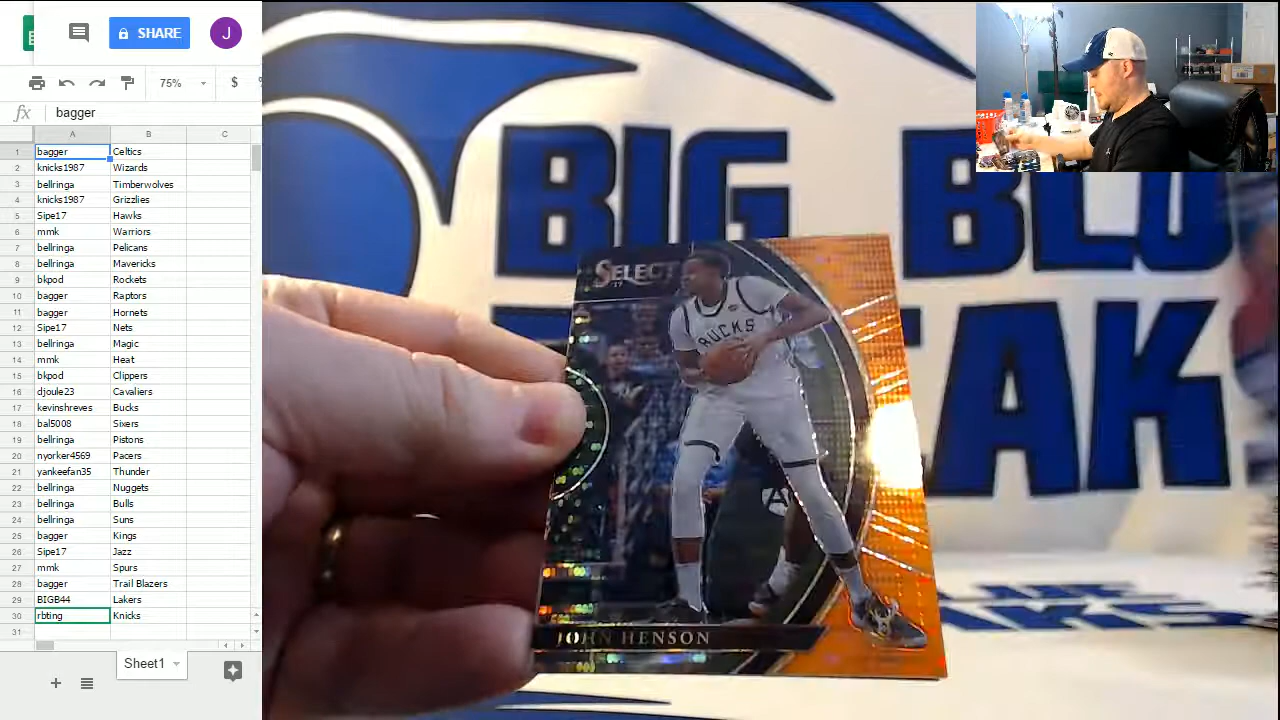 SHARE
J
75%
$
fx bagger
A B C
1 bagger Celtics
2 knicks1987 Wizards
3 bellringa Timberwolves
4 knicks1987 Grizzlies
5 Sipe17 Hawks
6 mmk Warriors
7 bellringa Pelicans
8 bellringa Mavericks
9 bkpod Rockets
10 bagger Raptors
11 bagger Hornets
12 Sipe17 Nets
13 bellringa Magic
14 mmk Heat
15 bkpod Clippers
16 djoule23 Cavaliers
17 kevinshreves Bucks
18 bal5008 Sixers
19 bellringa Pistons
20 nyorker4569 Pacers
21 yankeefan35 Thunder
22 bellringa Nuggets
23 bellringa Bulls
24 bellringa Suns
25 bagger Kings
26 Sipe17 Jazz
27 mmk Spurs
28 bagger Trail Blazers
29 BIGB44 Lakers
30 rbting Knicks
31
Sheet1
BIG BLU
EAK
SELECT
17
BUCKS
JOHN HENSON